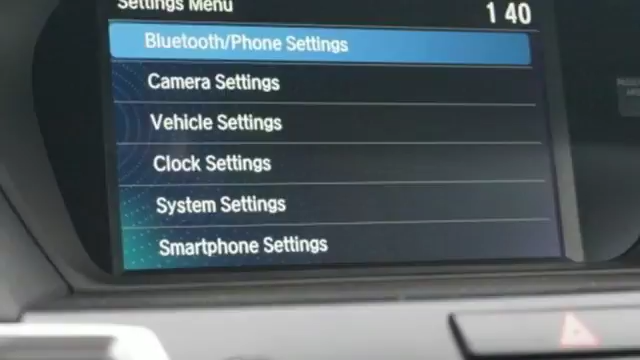 Settings Menu
1 40
Bluetooth/Phone Settings
Camera Settings
Vehicle Settings
Clock Settings
System Settings
Smartphone Settings